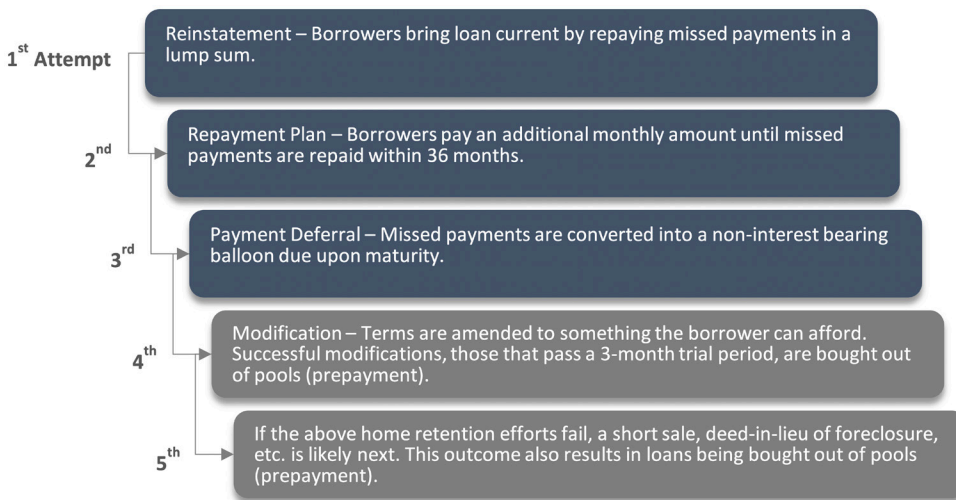 1st Attempt
Reinstatement – Borrowers bring loan current by repaying missed payments in a
lump sum.
2nd
Repayment Plan – Borrowers pay an additional monthly amount until missed
payments are repaid within 36 months.
3rd
Payment Deferral – Missed payments are converted into a non-interest bearing
balloon due upon maturity.
4th
Modification – Terms are amended to something the borrower can afford.
Successful modifications, those that pass a 3-month trial period, are bought out
of pools (prepayment).
5th
If the above home retention efforts fail, a short sale, deed-in-lieu of foreclosure,
etc. is likely next. This outcome also results in loans being bought out of pools
(prepayment).